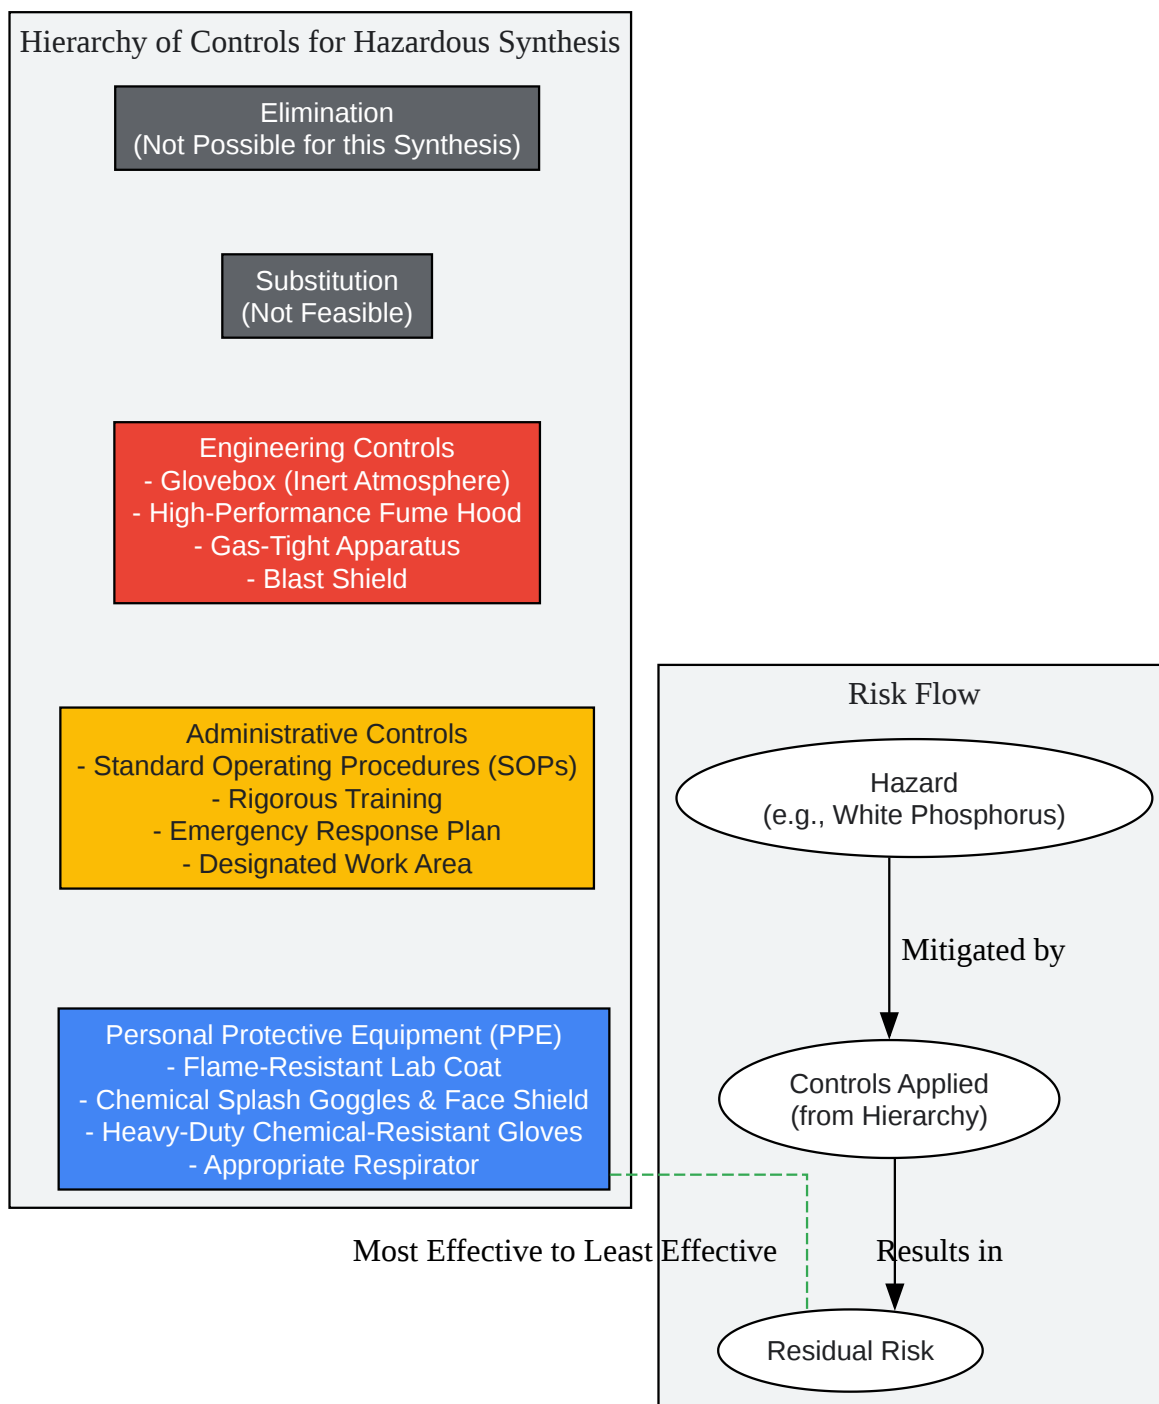 Hierarchy of Controls for Hazardous Synthesis
Elimination
(Not Possible for this Synthesis)
Substitution
(Not Feasible)
Engineering Controls
- Glovebox (Inert Atmosphere)
- High-Performance Fume Hood
- Gas-Tight Apparatus
- Blast Shield
Administrative Controls
- Standard Operating Procedures (SOPs)
- Rigorous Training
- Emergency Response Plan
- Designated Work Area
Personal Protective Equipment (PPE)
- Flame-Resistant Lab Coat
- Chemical Splash Goggles & Face Shield
- Heavy-Duty Chemical-Resistant Gloves
- Appropriate Respirator
Most Effective to Least Effective
Risk Flow
Hazard
(e.g., White Phosphorus)
Mitigated by
Controls Applied
(from Hierarchy)
Results in
Residual Risk